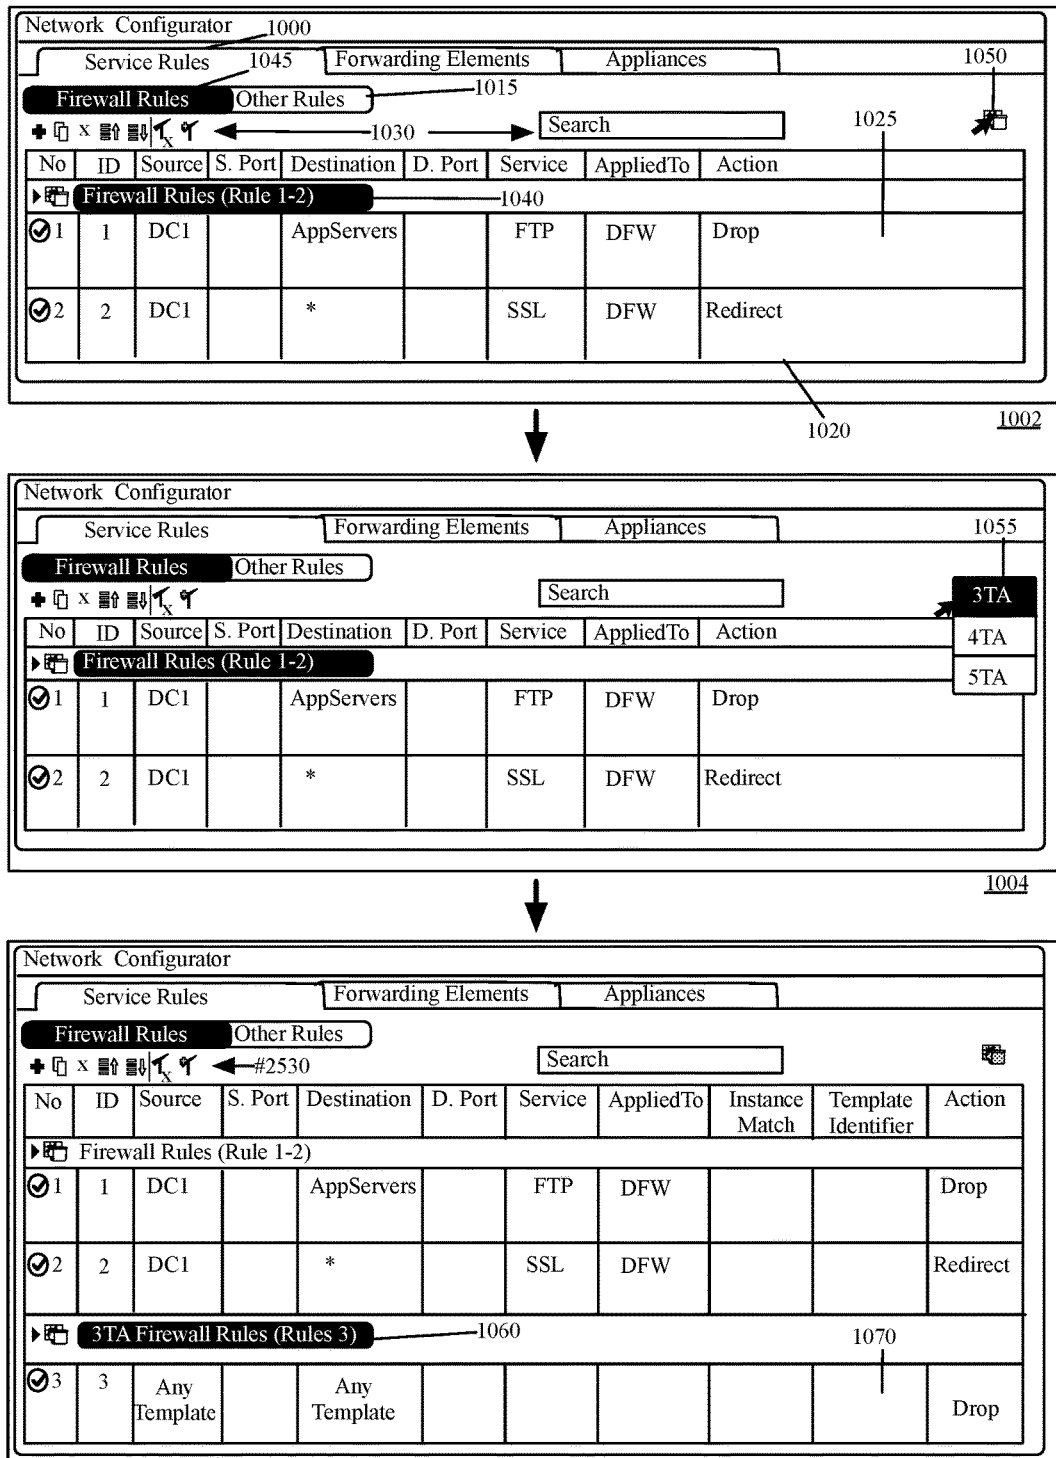 Network Configurator
1000
Service Rules 1045 Forwarding Elements Appliances 1050
Firewall Rules Other Rules 1015
x x 1030 Search 1025
No ID Source S. Port Destination D. Port Service AppliedTo Action
Firewall Rules (Rule 1-2) 1040
1 1 DC1 AppServers FTP DFW Drop
2 2 DC1 * SSL DFW Redirect
1020
1002
Network Configurator
Service Rules Forwarding Elements Appliances 1055
Firewall Rules Other Rules
x x Search 3TA
No ID Source S. Port Destination D. Port Service AppliedTo Action 4TA
Firewall Rules (Rule 1-2) 5TA
1 1 DC1 AppServers FTP DFW Drop
2 2 DC1 * SSL DFW Redirect
1004
Network Configurator
Service Rules Forwarding Elements Appliances
Firewall Rules Other Rules
x x #2530 Search
No ID Source S. Port Destination D. Port Service AppliedTo Instance Template Action
Match Identifier
Firewall Rules (Rule 1-2)
1 1 DC1 AppServers FTP DFW Drop
2 2 DC1 * SSL DFW Redirect
3TA Firewall Rules (Rules 3) 1060 1070
3 3 Any Any
Template Template Drop